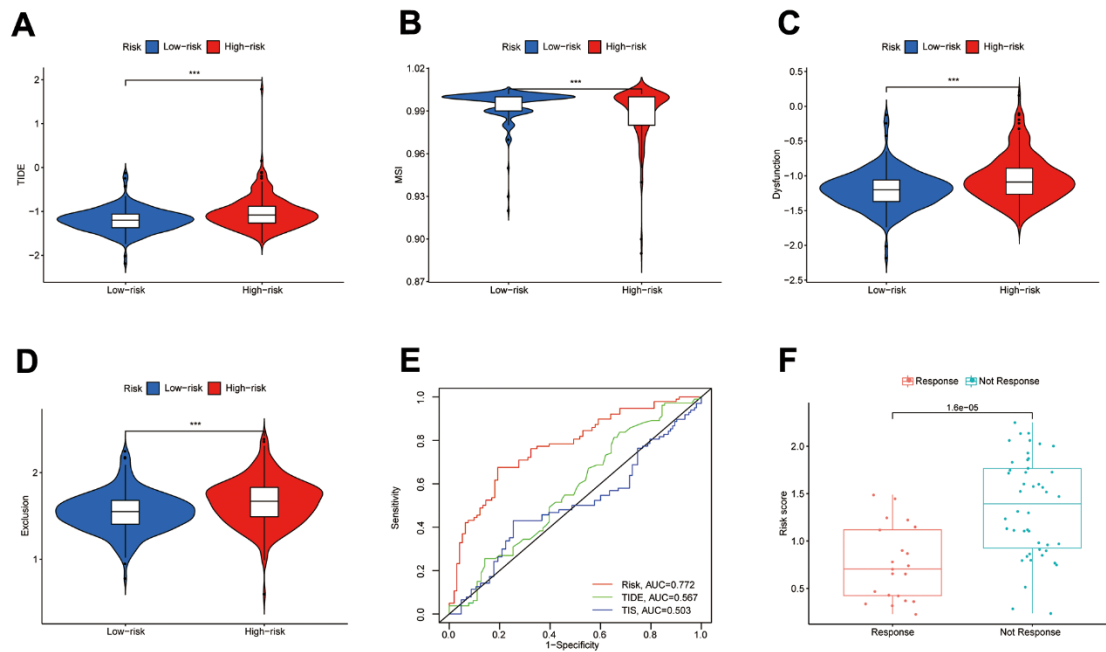 A
Risk Low-risk High-risk
***
2
1
0
−1
−2
TIDE
Low-risk High-risk
B
Risk Low-risk High-risk
***
1.02
0.99
0.96
0.93
0.90
0.87
MSI
Low-risk High-risk
C
Risk Low-risk High-risk
***
0.5
0.0
−0.5
−1.0
−1.5
−2.0
−2.5
Dysfunction
Low-risk High-risk
D
Risk Low-risk High-risk
***
2
1
Exclusion
Low-risk High-risk
E
1.0
0.8
0.6
0.4
0.2
0.0
Sensitivity
Risk, AUC=0.772
TIDE, AUC=0.567
TIS, AUC=0.503
0.0 0.2 0.4 0.6 0.8 1.0
1-Specificity
F
Response Not Response
1.6e−05
2.0
1.5
1.0
0.5
Risk score
Response Not Response